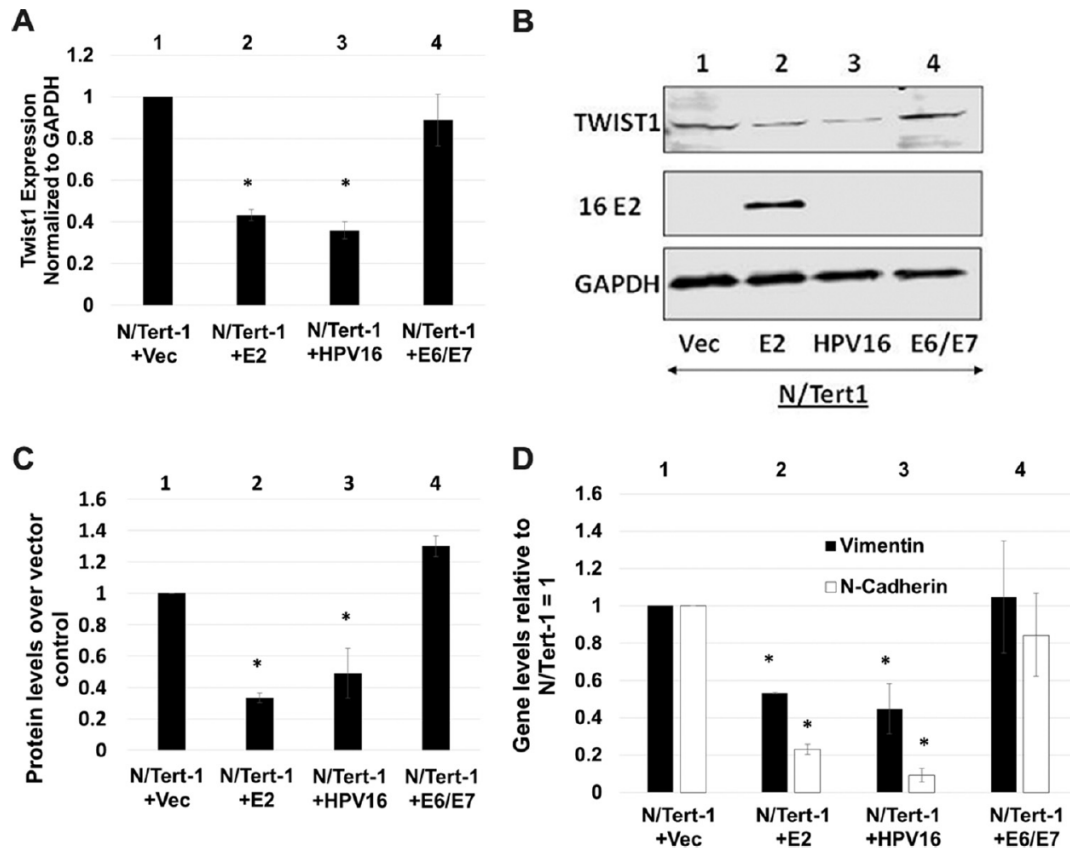 A
1 2 3 4
Twist1 Expression
Normalized to GAPDH
1.2
1
0.8
0.6
0.4
0.2
0
* *
N/Tert-1 N/Tert-1 N/Tert-1 N/Tert-1
+Vec +E2 +HPV16 +E6/E7
B
1 2 3 4
TWIST1
16 E2
GAPDH
Vec E2 HPV16 E6/E7
N/Tert1
C
1 2 3 4
Protein levels over vector
control
1.6
1.4
1.2
1
0.8
0.6
0.4
0.2
0
* *
N/Tert-1 N/Tert-1 N/Tert-1 N/Tert-1
+Vec +E2 +HPV16 +E6/E7
D
1 2 3 4
Gene levels relative to
N/Tert-1 = 1
1.6
1.4
1.2
1
0.8
0.6
0.4
0.2
0
Vimentin
N-Cadherin
* *
* *
N/Tert-1 N/Tert-1 N/Tert-1 N/Tert-1
+Vec +E2 +HPV16 +E6/E7